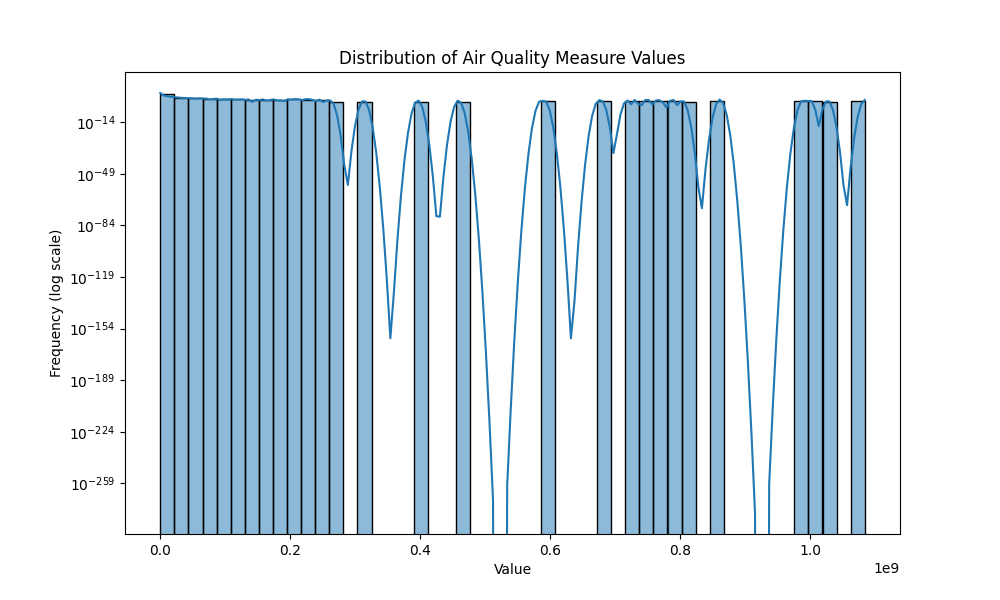 Distribution of Air Quality Measure Values
Frequency (log scale)
10^-14
10^-49
10^-84
10^-119
10^-154
10^-189
10^-224
10^-259
0.0 0.2 0.4 0.6 0.8 1.0
1e9
Value